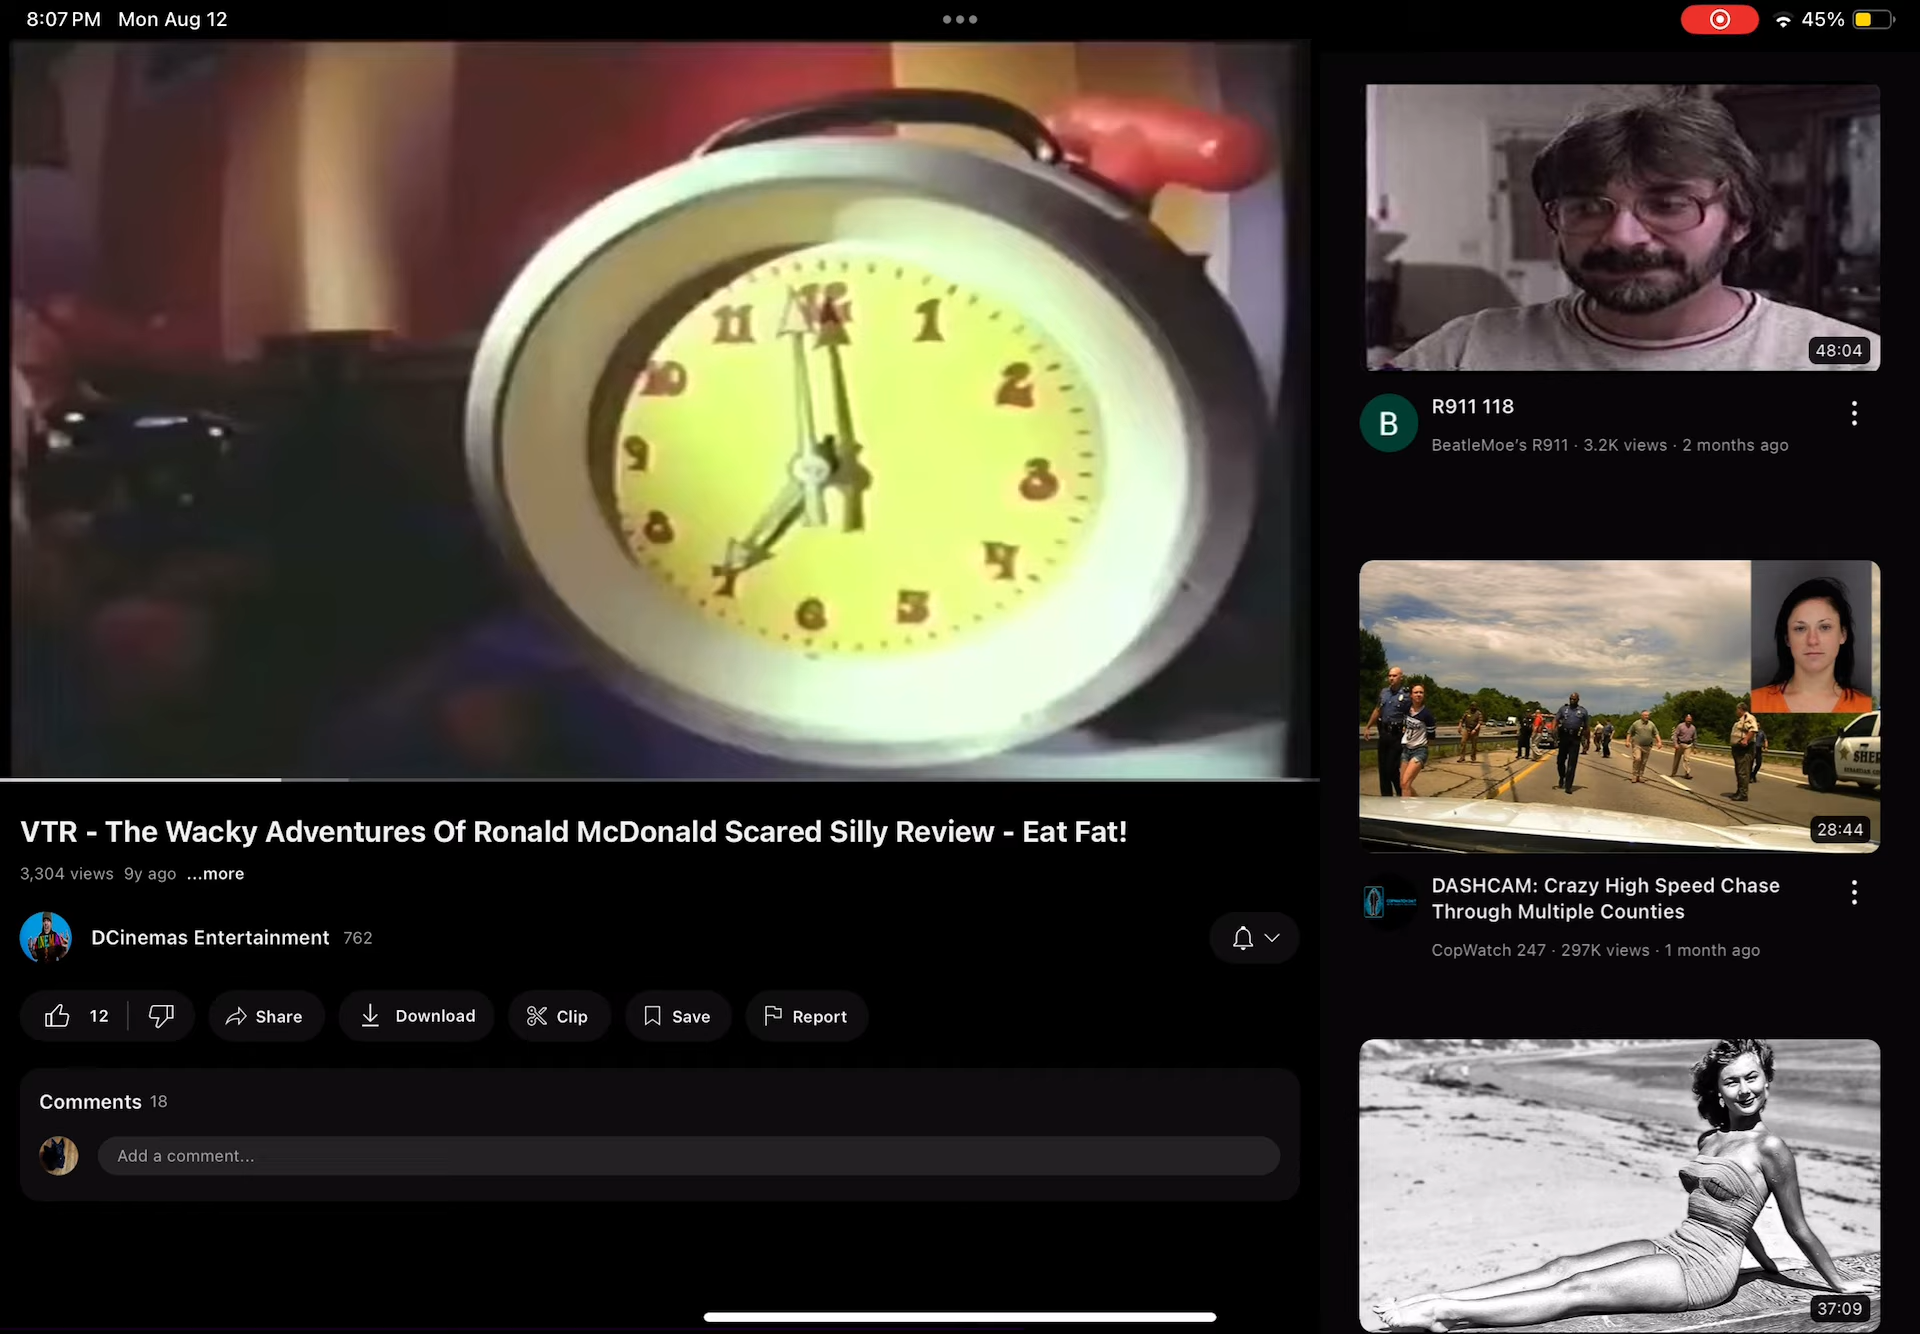 8:07 PM Mon Aug 12
45%
12
11
1
10
2
9
3
8
4
7
6
5
48:04
B
R911 118
BeatleMoe's R911 · 3.2K views · 2 months ago
SHER
28:44
DASHCAM: Crazy High Speed Chase
Through Multiple Counties
CopWatch 247 · 297K views · 1 month ago
37:09
VTR - The Wacky Adventures Of Ronald McDonald Scared Silly Review - Eat Fat!
3,304 views 9y ago ...more
DCinemas Entertainment 762
12
Share
Download
Clip
Save
Report
Comments 18
Add a comment...